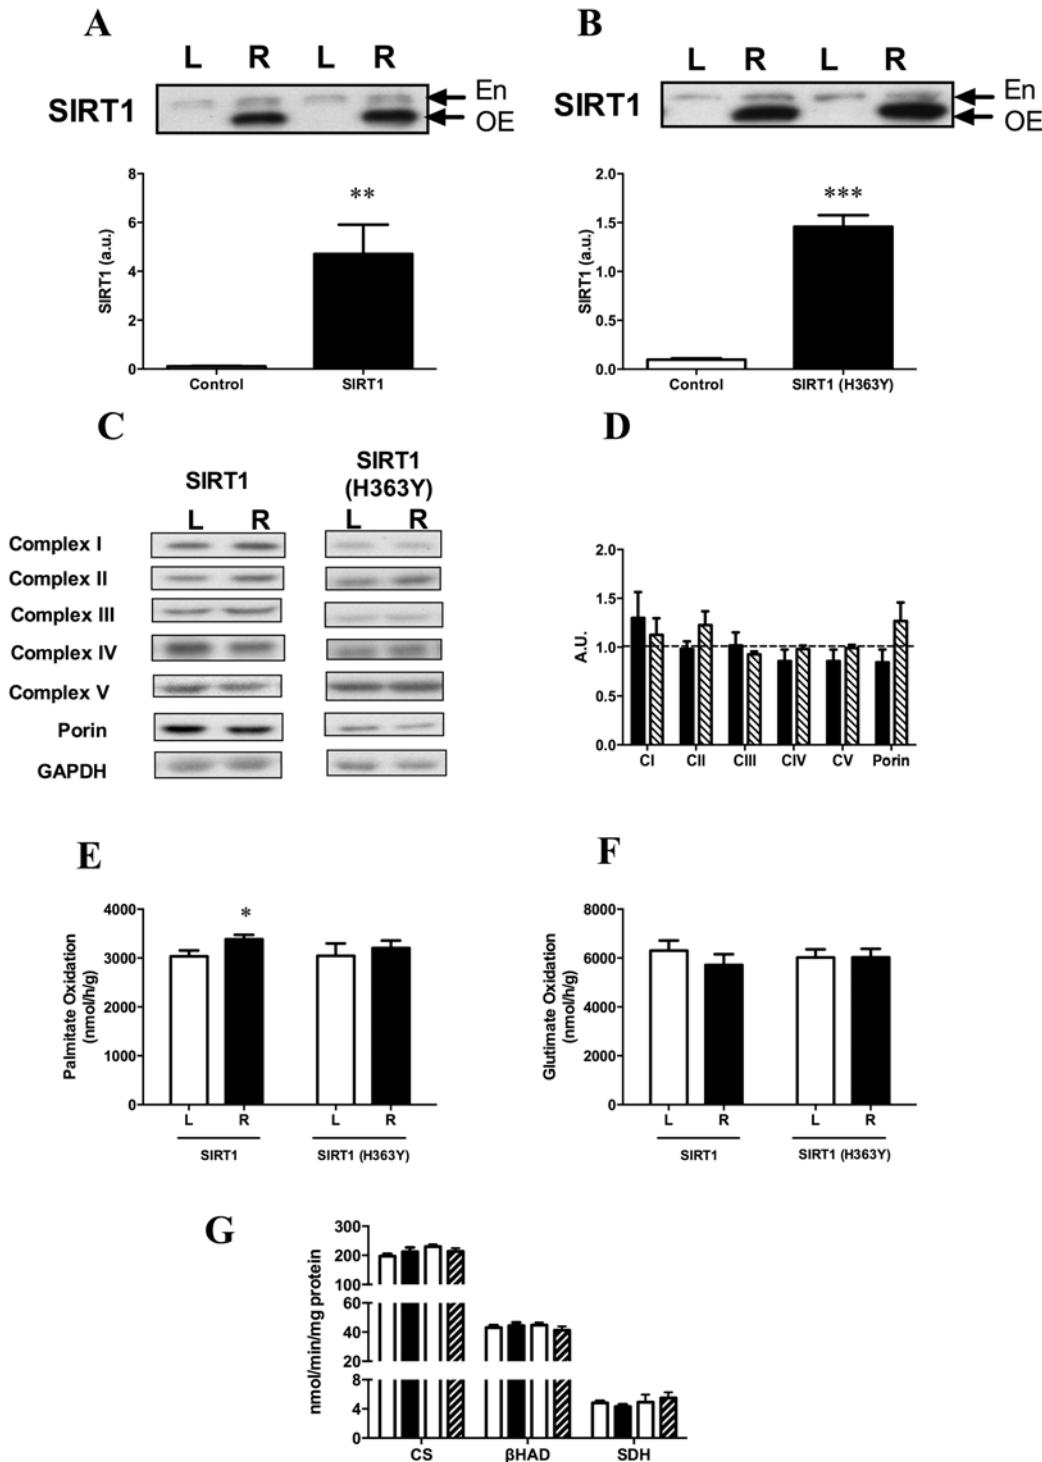 A
L R L R
SIRT1
En
OE
8
6
4
2
0
SIRT1 (a.u.)
**
Control SIRT1
B
L R L R
SIRT1
En
OE
2.0
1.5
1.0
0.5
0.0
SIRT1 (a.u.)
***
Control SIRT1 (H363Y)
C
SIRT1
SIRT1
(H363Y)
L R L R
Complex I
Complex II
Complex III
Complex IV
Complex V
Porin
GAPDH
D
2.0
1.5
1.0
0.5
0.0
A.U.
CI CII CIII CIV CV Porin
E
4000
3000
2000
1000
0
Palmitate Oxidation
(nmol/h/g)
*
L R L R
SIRT1 SIRT1 (H363Y)
F
8000
6000
4000
2000
0
Glutimate Oxidation
(nmol/h/g)
L R L R
SIRT1 SIRT1 (H363Y)
G
300
200
100
60
40
20
8
4
0
nmol/min/mg protein
CS βHAD SDH